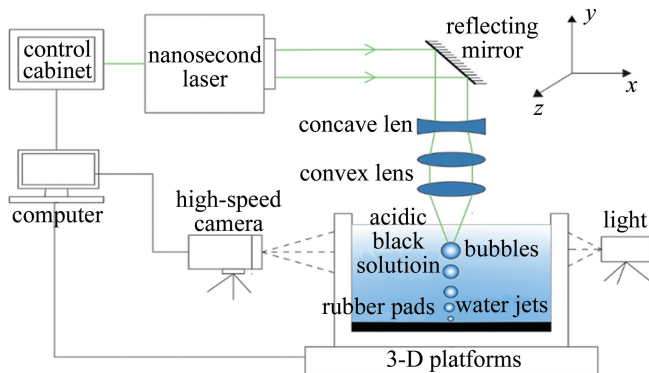 control
cabinet
nanosecond
laser
reflecting
mirror
y
x
z
concave len
convex lens
computer
high-speed
camera
acidic
black
solutioin
bubbles
light
rubber pads
water jets
3-D platforms